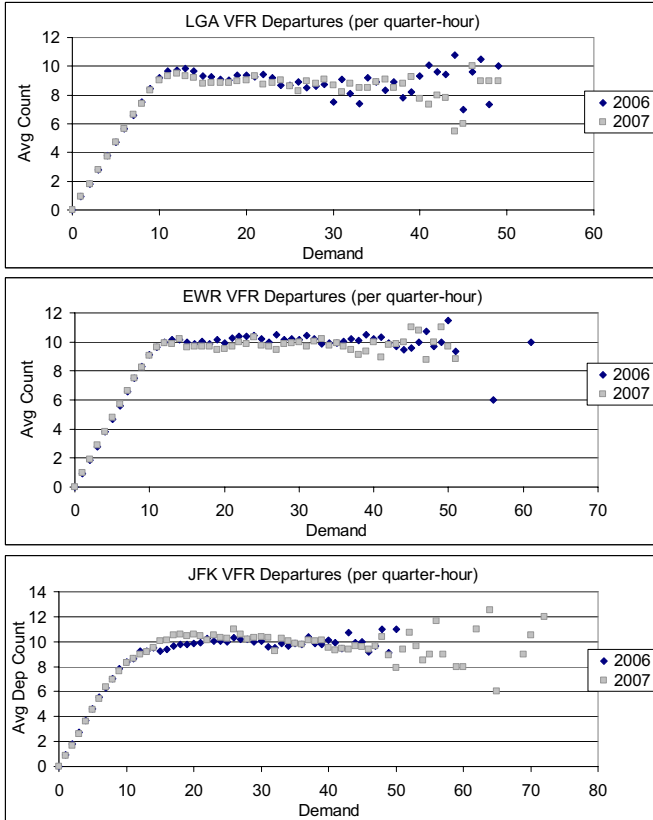 LGA VFR Departures (per quarter-hour)
12
10
8
6
4
2
0
Avg Count
0 10 20 30 40 50 60
Demand
2006
2007
EWR VFR Departures (per quarter-hour)
12
10
8
6
4
2
0
Avg Count
0 10 20 30 40 50 60 70
Demand
2006
2007
JFK VFR Departures (per quarter-hour)
14
12
10
8
6
4
2
0
Avg Dep Count
0 10 20 30 40 50 60 70 80
Demand
2006
2007